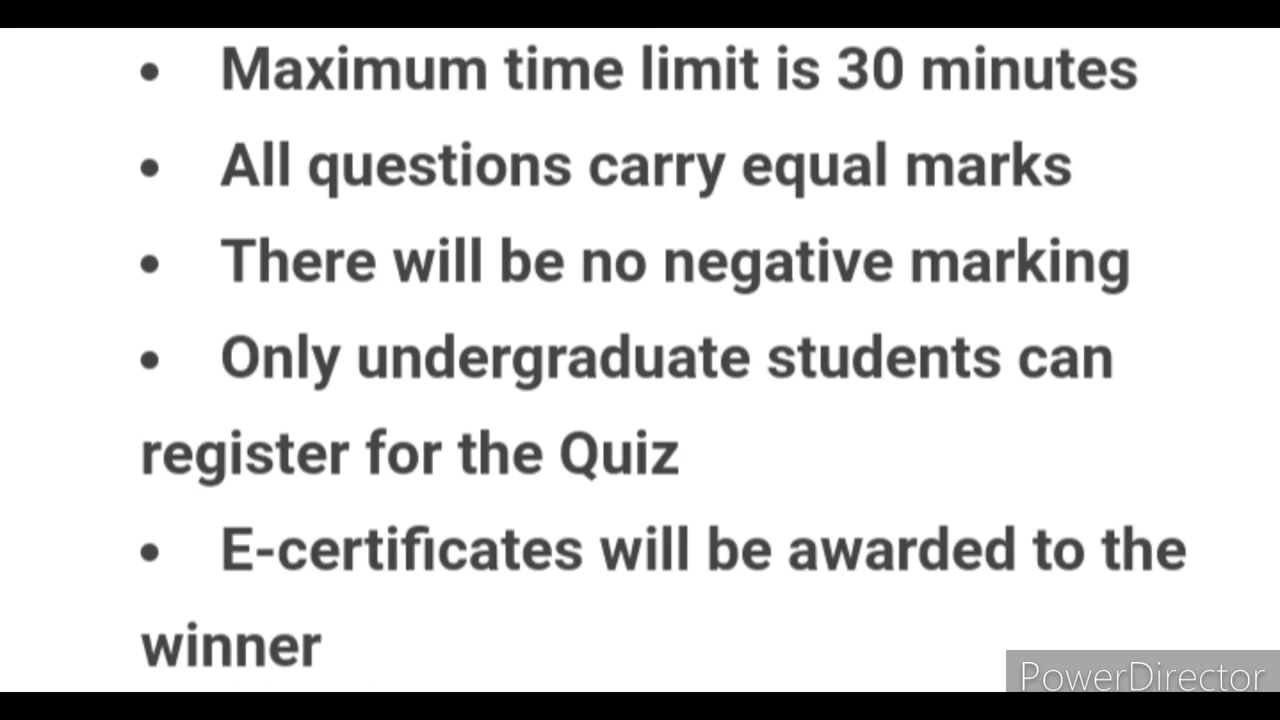 • Maximum time limit is 30 minutes
• All questions carry equal marks
• There will be no negative marking
• Only undergraduate students can
register for the Quiz
• E-certificates will be awarded to the
winner
PowerDirector